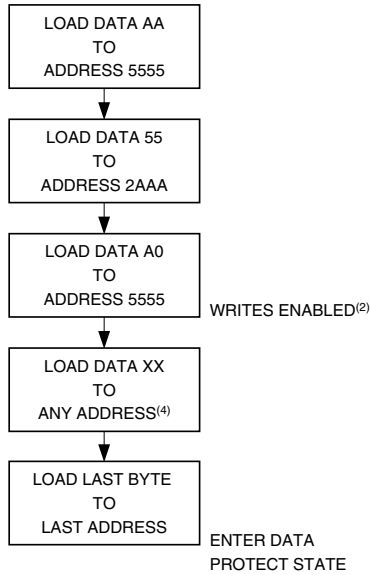 LOAD DATA AA
TO
ADDRESS 5555
LOAD DATA 55
TO
ADDRESS 2AAA
LOAD DATA A0
TO
ADDRESS 5555
WRITES ENABLED(2)
LOAD DATA XX
TO
ANY ADDRESS(4)
LOAD LAST BYTE
TO
LAST ADDRESS
ENTER DATA
PROTECT STATE